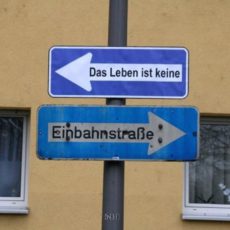 Das Leben ist keine
Einbahnstraße